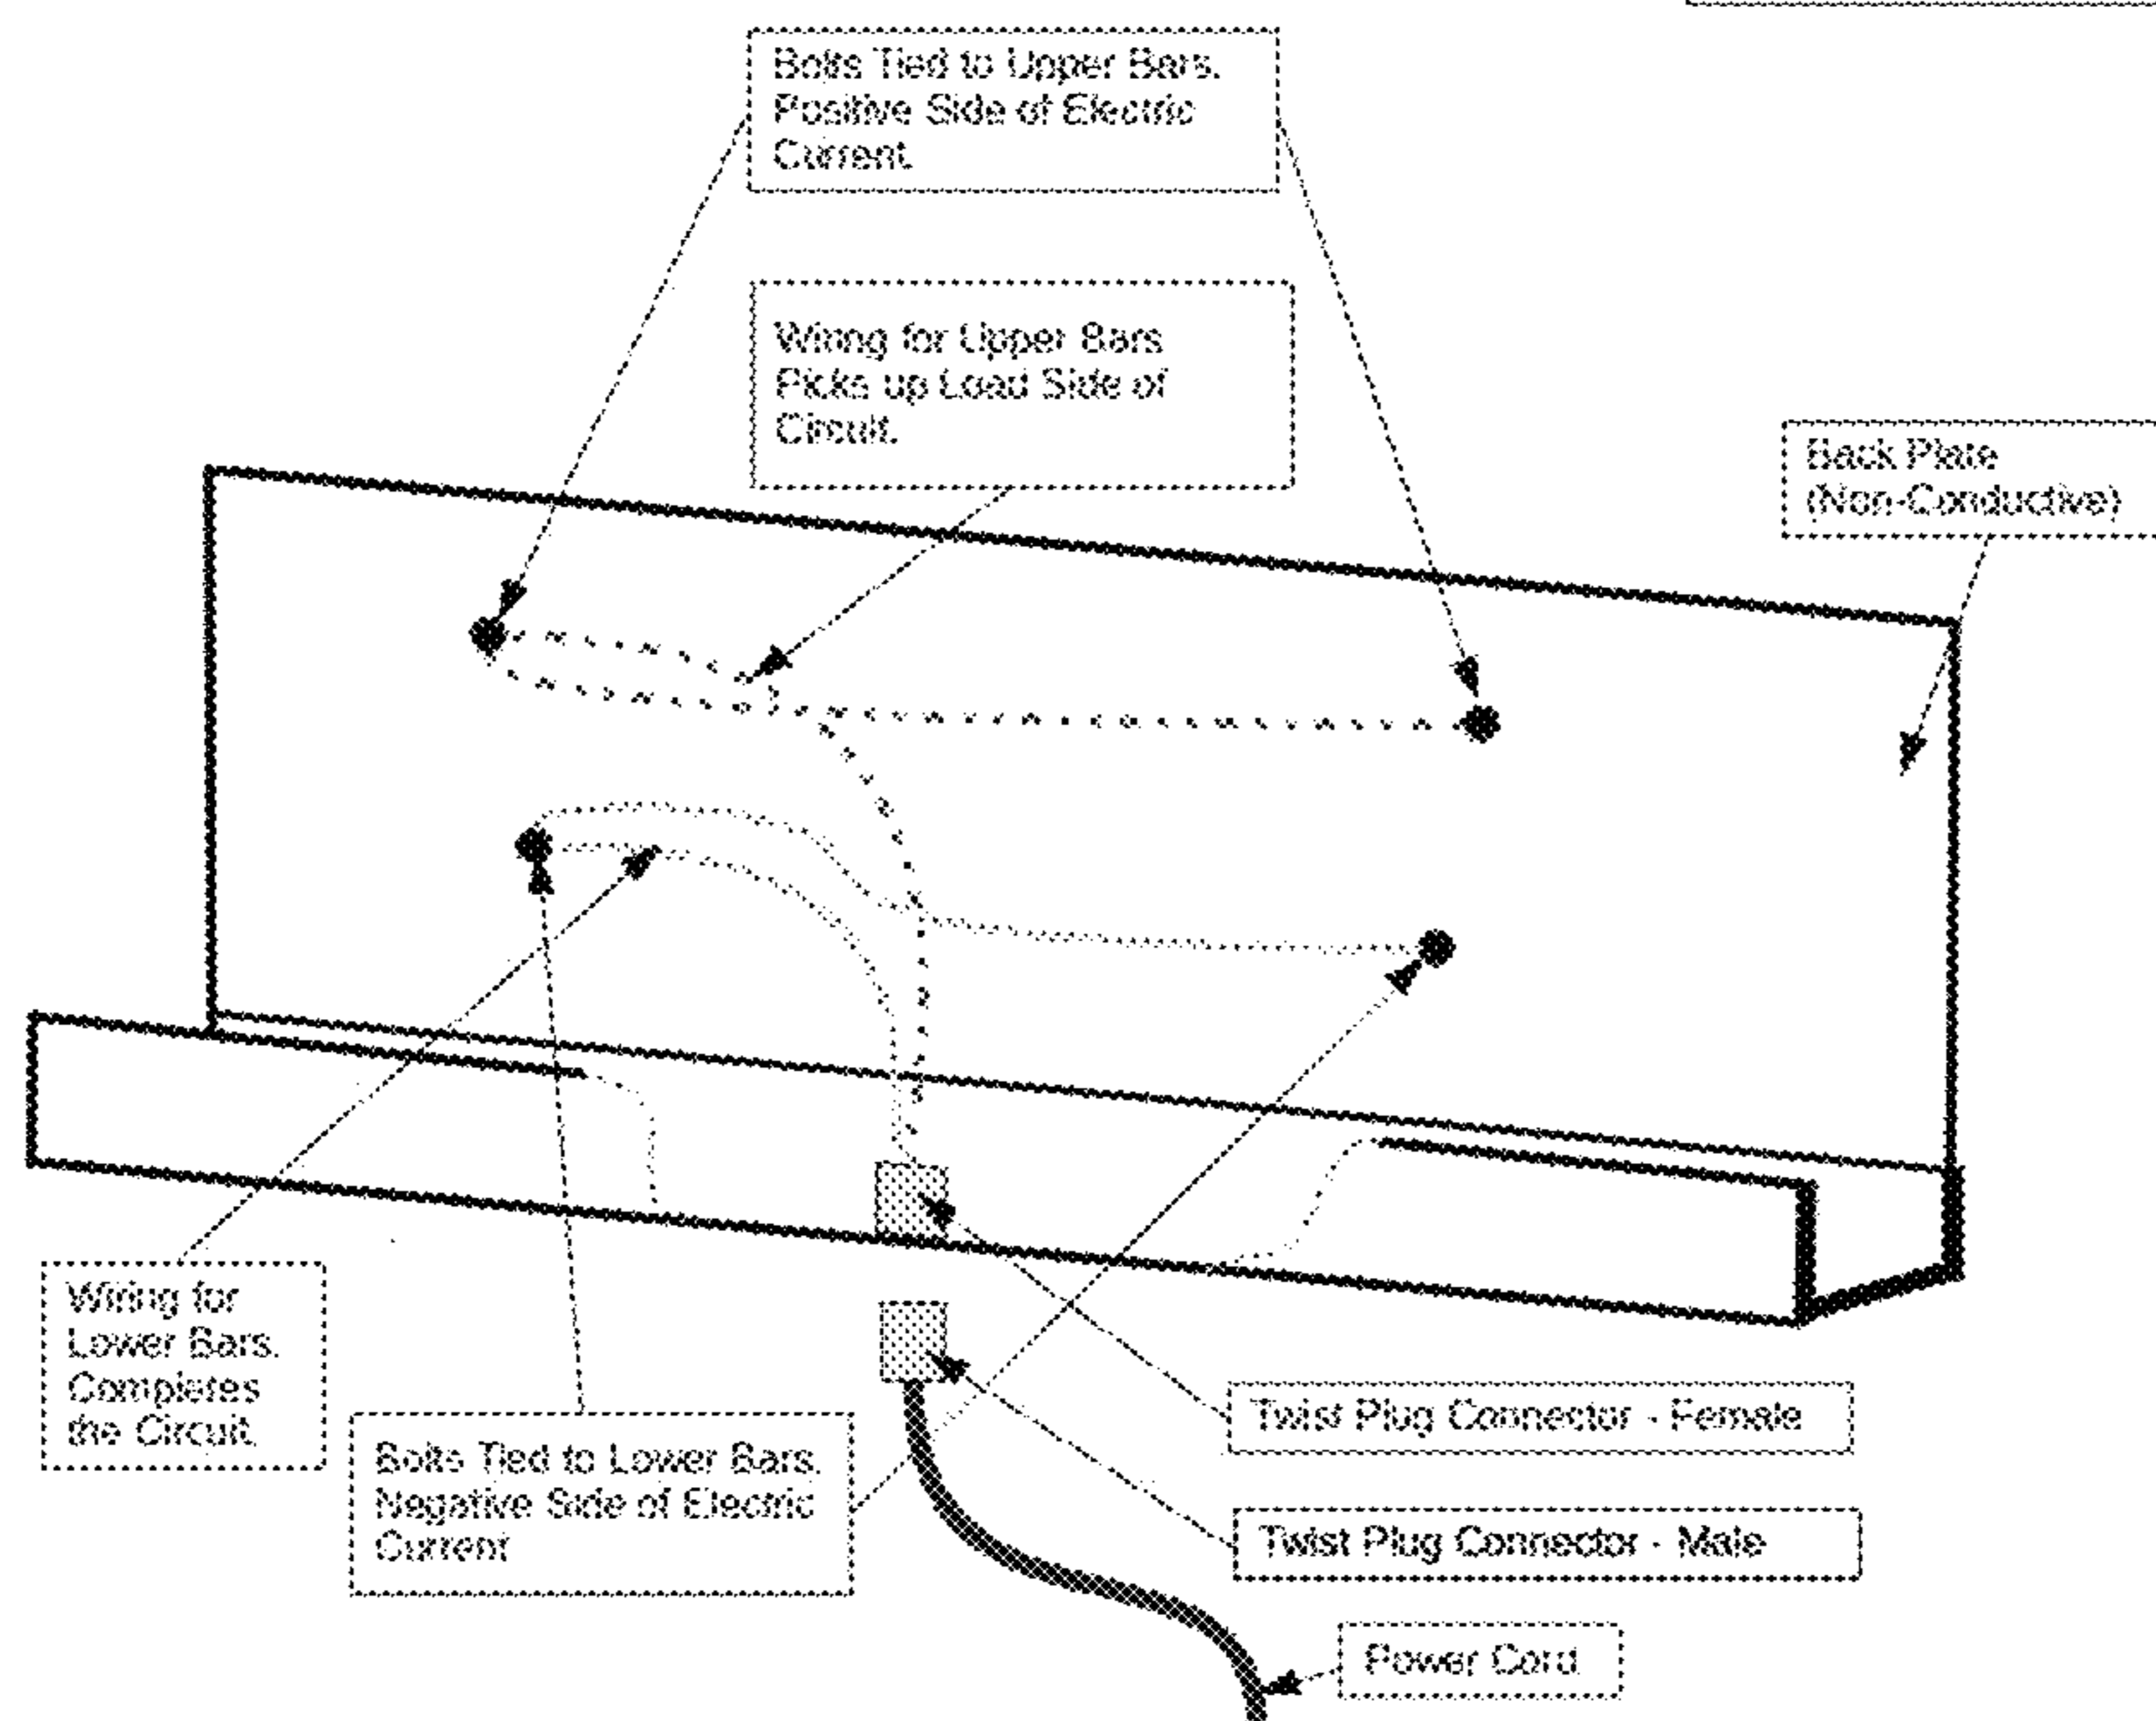 Bolts Tied to Upper Bars.
Positive Side of Electric
Current.
Wiring for Upper Bars
Picks up Load Side of
Circuit.
Back Plate
(Non-Conductive)
Wiring for
Lower Bars.
Completes
the Circuit.
Bolts Tied to Lower Bars.
Negative Side of Electric
Current
Twist Plug Connector - Female
Twist Plug Connector - Male
Power Cord